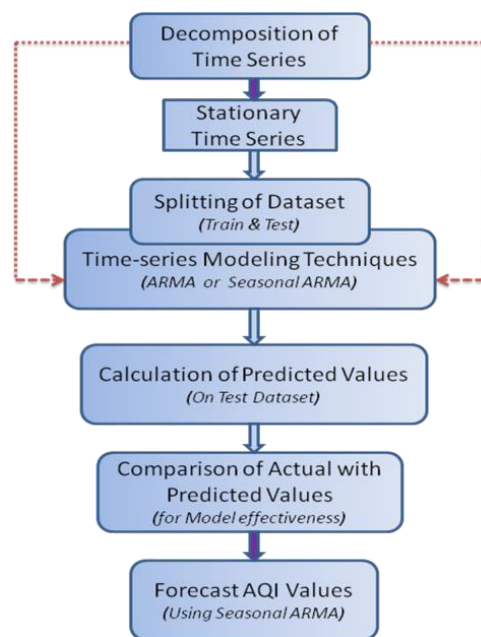 Decomposition of
Time Series
Stationary
Time Series
Splitting of Dataset
(Train & Test)
Time-series Modeling Techniques
(ARMA or Seasonal ARMA)
Calculation of Predicted Values
(On Test Dataset)
Comparison of Actual with
Predicted Values
(for Model effectiveness)
Forecast AQI Values
(Using Seasonal ARMA)